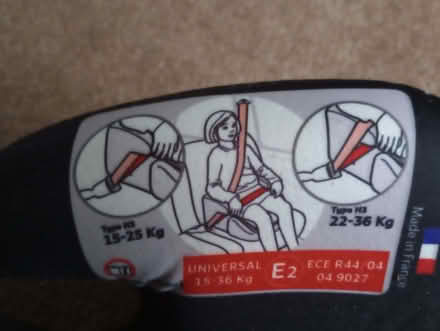 Type H3
15-25 Kg
Type H3
22-36 Kg
UNIVERSAL
15-36 Kg
E2
ECE R44/04
04 9027
Made in France